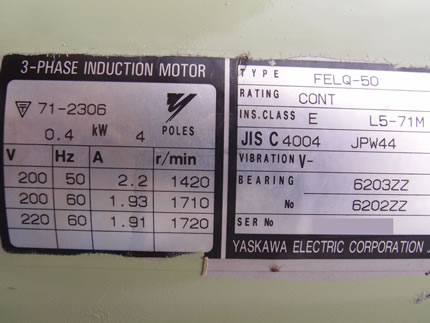 3-PHASE INDUCTION MOTOR
71-2306
0.4 kW 4 POLES
V Hz A r/min
200 50 2.2 1420
200 60 1.93 1710
220 60 1.91 1720
TYPE FELQ-50
RATING CONT
INS.CLASS E L5-71M
JIS C 4004 JPW44
VIBRATION V-
BEARING 6203ZZ
No 6202ZZ
SER No
YASKAWA ELECTRIC CORPORATION